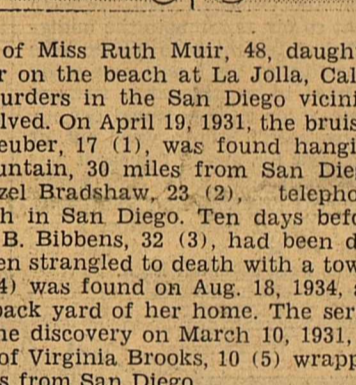 of Miss Ruth Muir, 48, daugh
r on the beach at La Jolla, Cal
urders in the San Diego vicini
lved. On April 19, 1931, the bruis
euber, 17 (1), was found hangi
untain, 30 miles from San Die
zel Bradshaw, 23 (2), telepho
h in San Diego. Ten days befo
B. Bibbens, 32 (3), had been d
en strangled to death with a tow
4) was found on Aug. 18, 1934,
back yard of her home. The ser
he discovery on March 10, 1931,
of Virginia Brooks, 10 (5) wrapp
s from San Diego